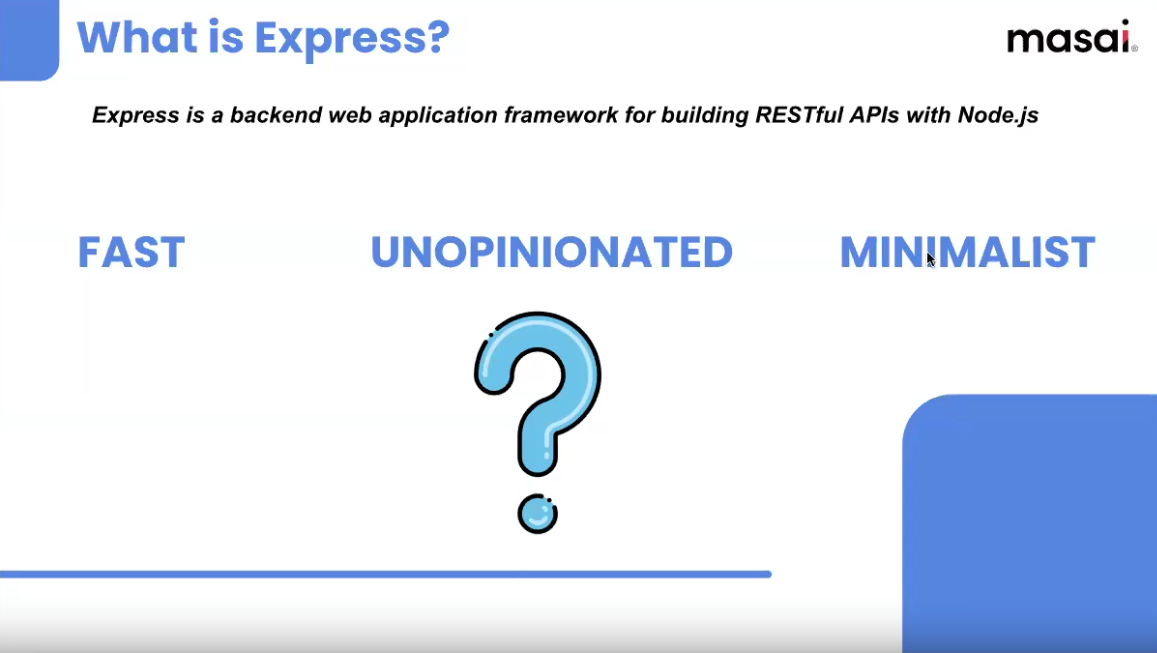 What is Express?
masai
Express is a backend web application framework for building RESTful APIs with Node.js
FAST
UNOPINIONATED
MINIMALIST
?